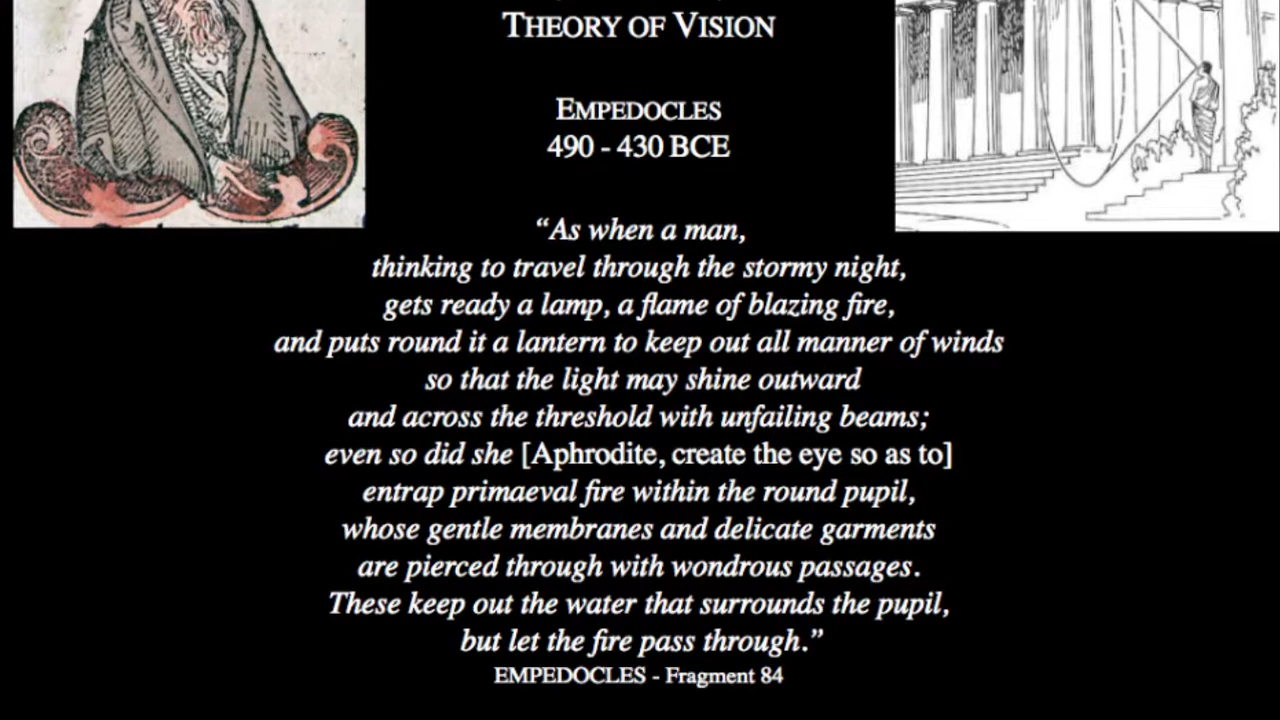 THEORY OF VISION
EMPEDOCLES
490 - 430 BCE
“As when a man,
thinking to travel through the stormy night,
gets ready a lamp, a flame of blazing fire,
and puts round it a lantern to keep out all manner of winds
so that the light may shine outward
and across the threshold with unfailing beams;
even so did she [Aphrodite, create the eye so as to]
entrap primaeval fire within the round pupil,
whose gentle membranes and delicate garments
are pierced through with wondrous passages.
These keep out the water that surrounds the pupil,
but let the fire pass through.”
EMPEDOCLES - Fragment 84